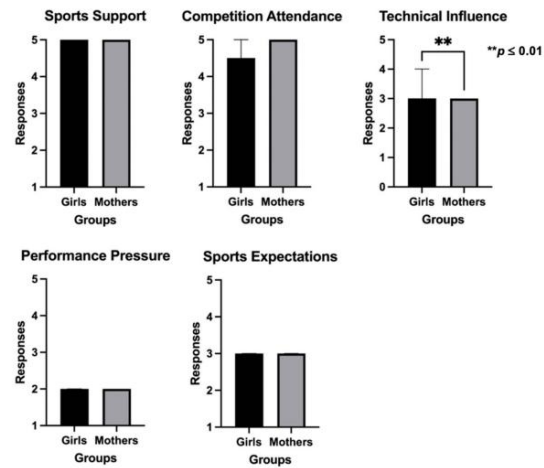 Sports Support
5
4
3
2
1
Responses
Girls Mothers
Groups
Competition Attendance
5
4
3
2
1
Responses
Girls Mothers
Groups
Technical Influence
5
4
3
2
1
0
Responses
**
**p ≤ 0.01
Girls Mothers
Groups
Performance Pressure
5
4
3
2
1
Responses
Girls Mothers
Groups
Sports Expectations
5
4
3
2
1
Responses
Girls Mothers
Groups